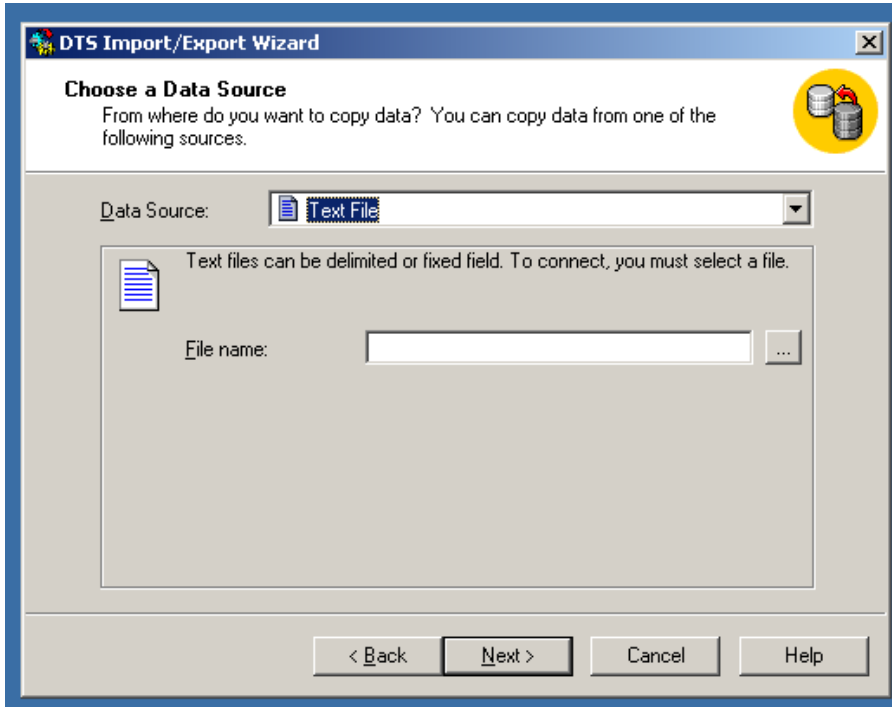 DTS Import/Export Wizard
Choose a Data Source
From where do you want to copy data? You can copy data from one of the
following sources.
Data Source:
Text File
Text files can be delimited or fixed field. To connect, you must select a file.
File name:
...
< Back
Next >
Cancel
Help